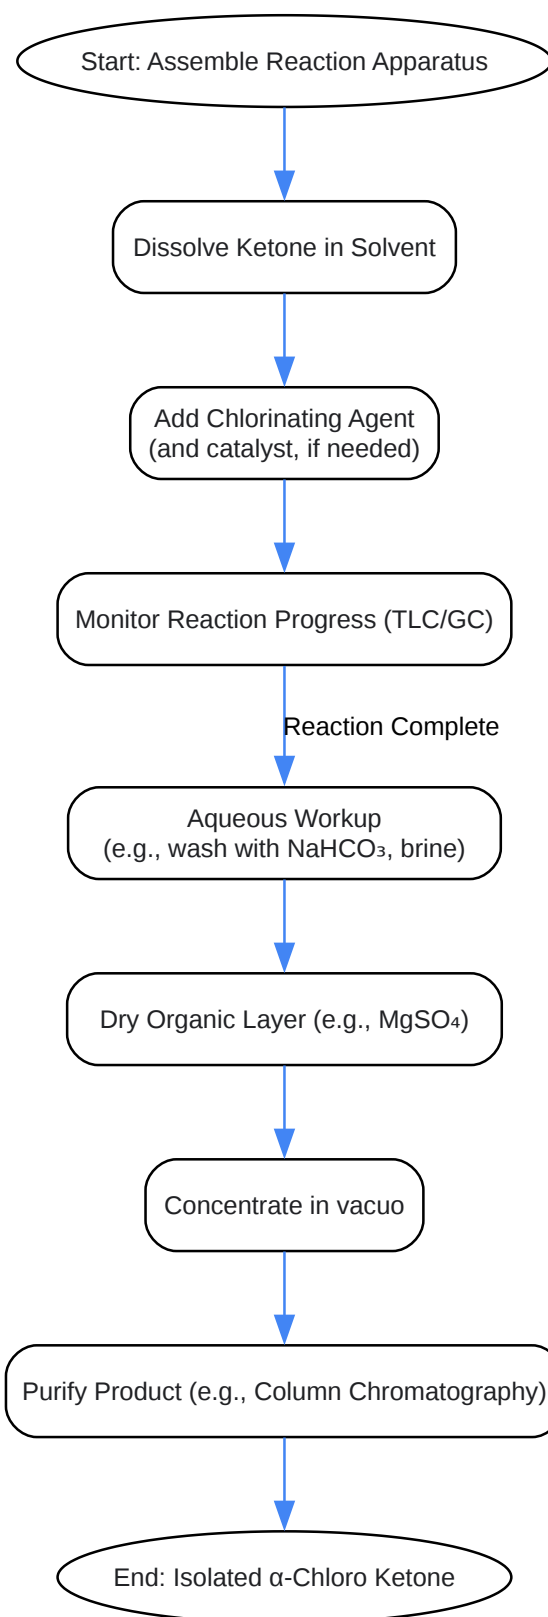 Start: Assemble Reaction Apparatus
Dissolve Ketone in Solvent
Add Chlorinating Agent
(and catalyst, if needed)
Monitor Reaction Progress (TLC/GC)
Reaction Complete
Aqueous Workup
(e.g., wash with NaHCO₃, brine)
Dry Organic Layer (e.g., MgSO₄)
Concentrate in vacuo
Purify Product (e.g., Column Chromatography)
End: Isolated α-Chloro Ketone